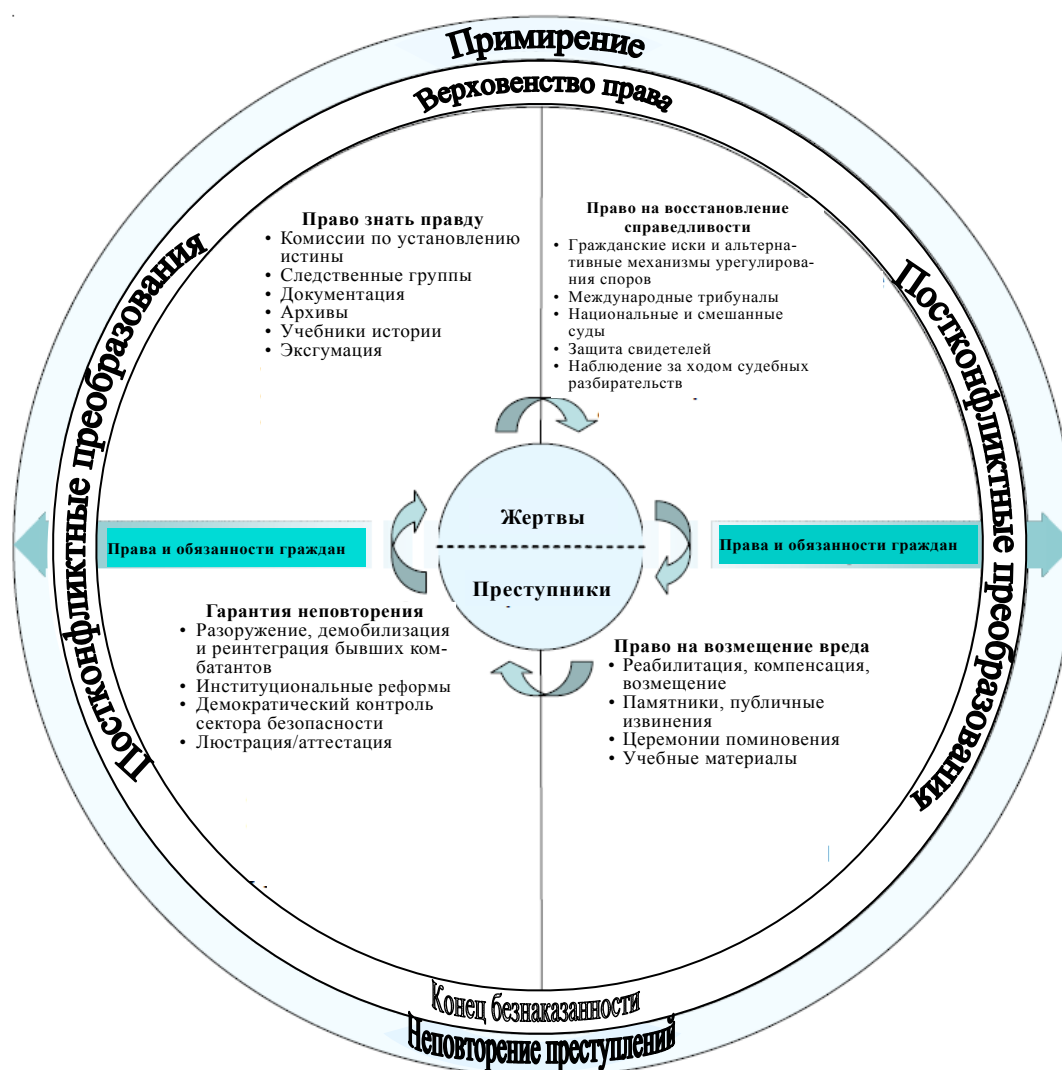 Примирение
Верховенство права
Постконфликтные преобразования
Постконфликтные преобразования
Право знать правду
• Комиссии по установлению
истины
• Следственные группы
• Документация
• Архивы
• Учебники истории
• Эксгумация
Право на восстановление
справедливости
• Гражданские иски и альтерна-
ативные механизмы урегулирова-
ния споров
• Международные трибуналы
• Национальные и смешанные
суды
• Защита свидетелей
• Наблюдение за ходом судебных
разбирательств
Жертвы
Преступники
Права и обязанности граждан
Права и обязанности граждан
Гарантия неповторения
• Разоружение, демобилизация
и реинтеграция бывших ком-
батантов
• Институциональные реформы
• Демократический контроль
сектора безопасности
• Люстрация/аттестация
Право на возмещение вреда
• Реабилитация, компенсация,
возмещение
• Памятники, публичные
извинения
• Церемонии поминовения
• Учебные материалы
Конец безнаказанности
Неповторение преступлений